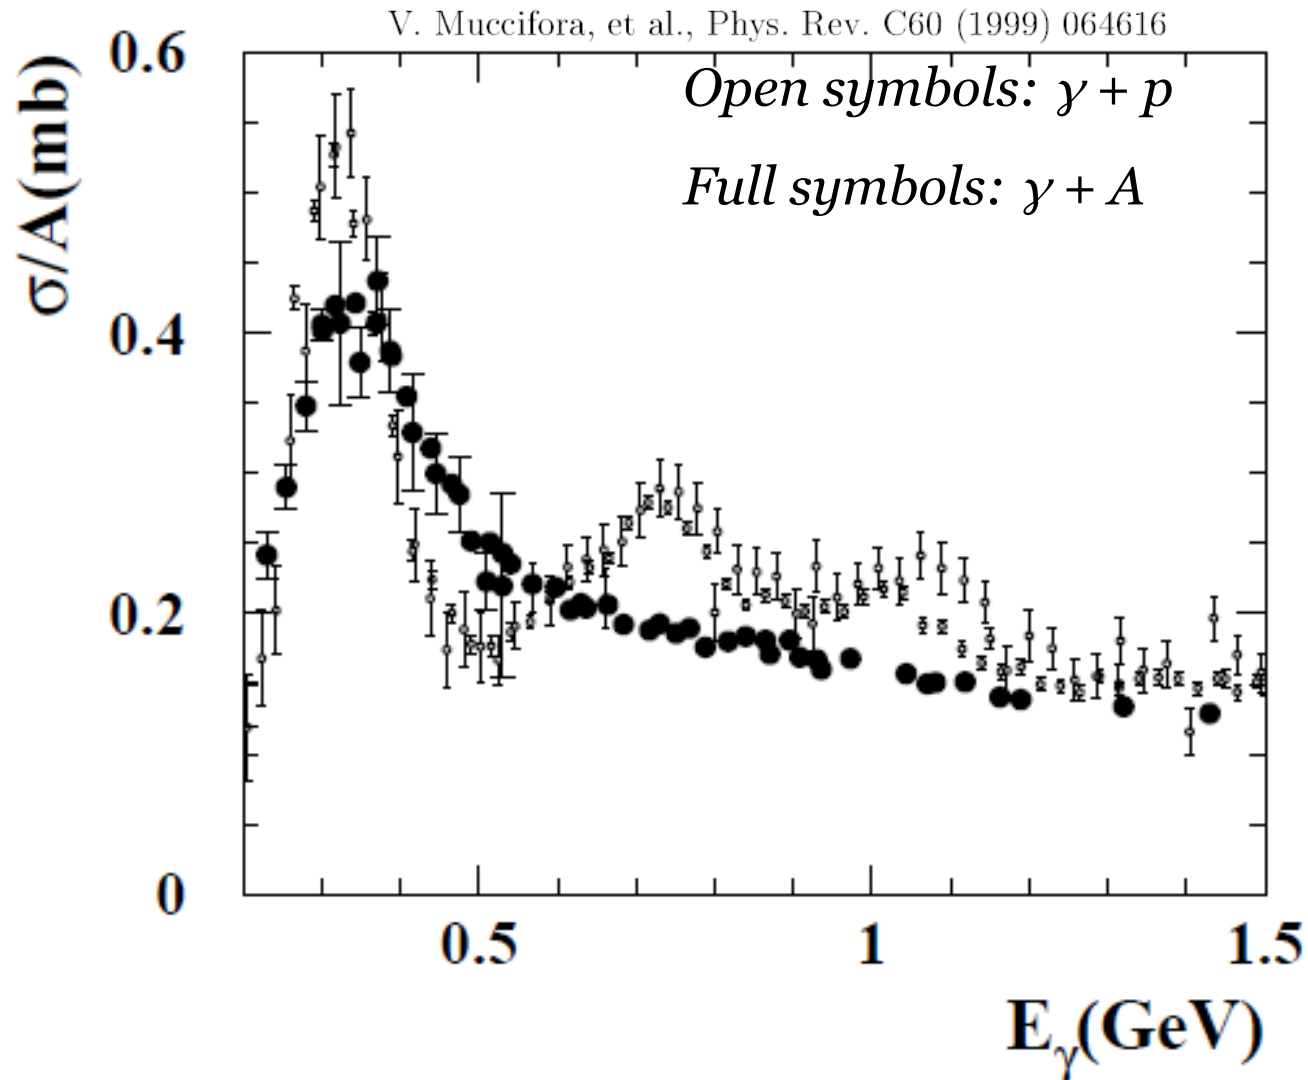 V. Muccifora, et al., Phys. Rev. C60 (1999) 064616
σ/A(mb)
0.6
Open symbols: γ + p
Full symbols: γ + A
0.4
0.2
0
0.5
1
1.5
Eγ(GeV)